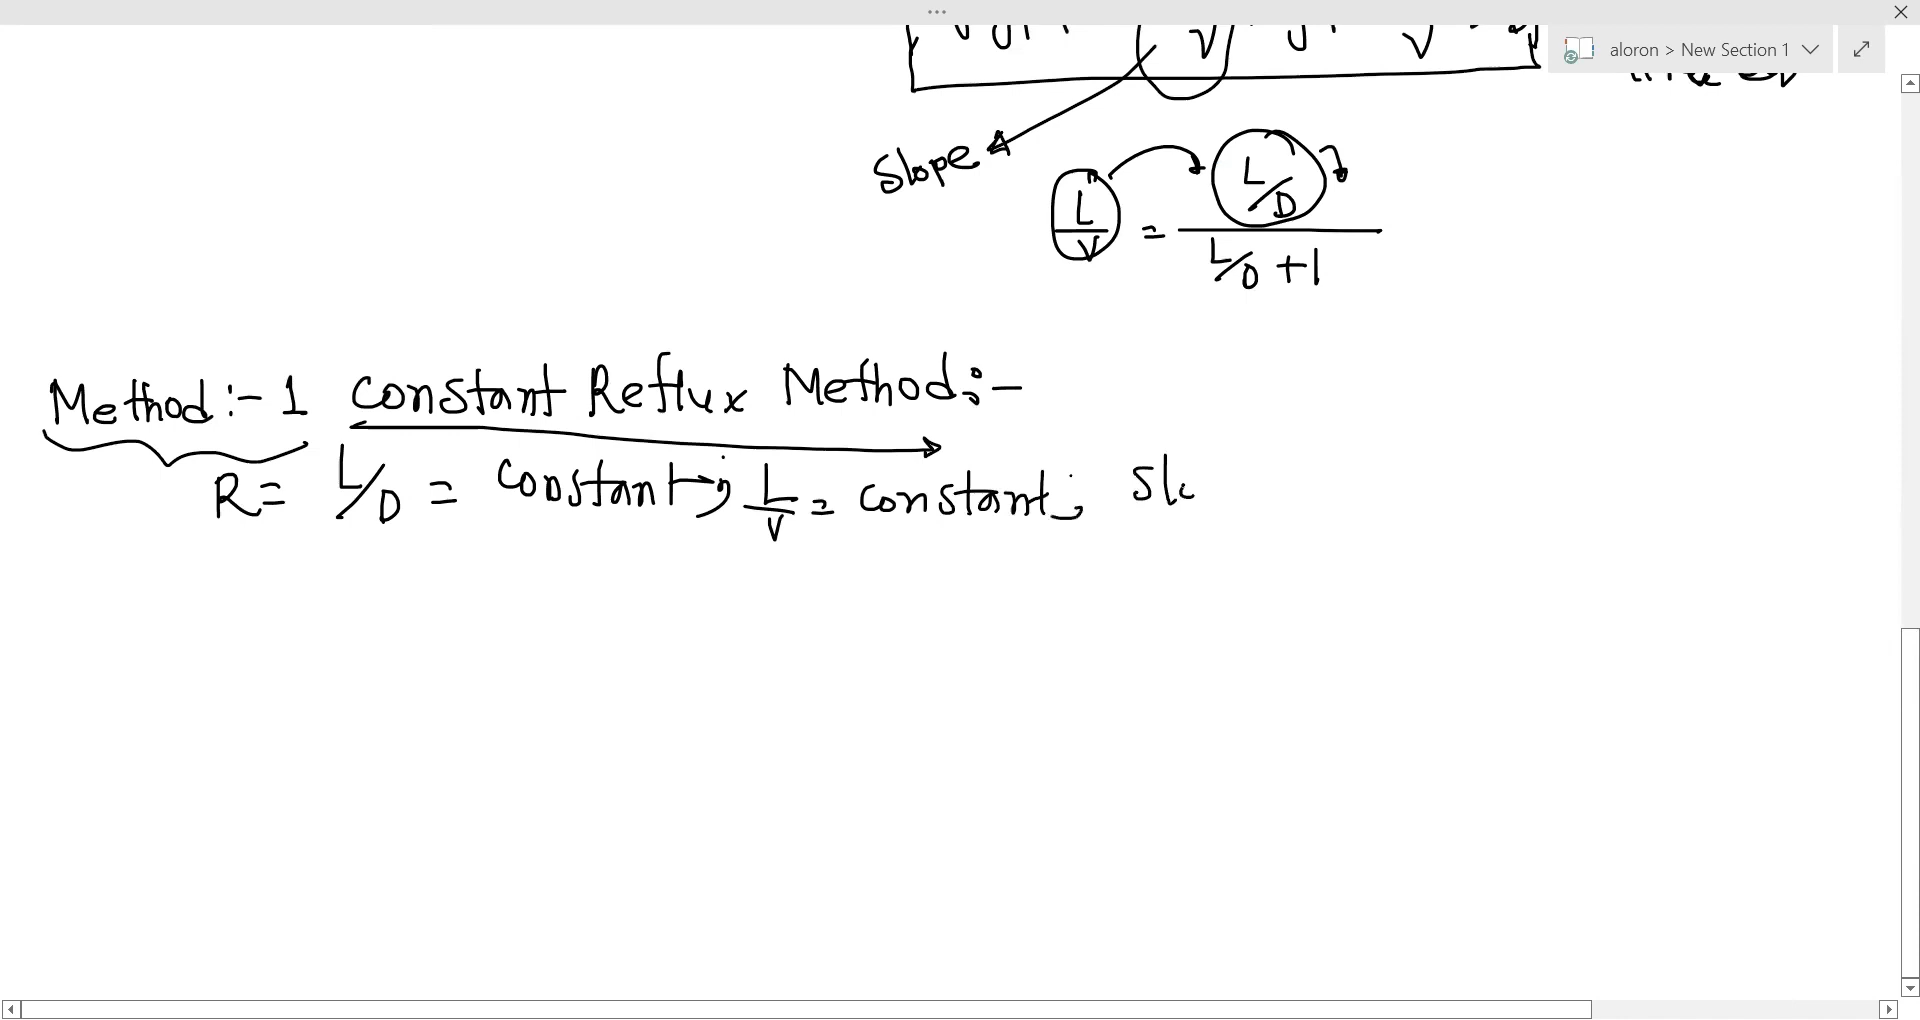 aloron > New Section 1
Slope
L/V = (L/D) / (L/D + 1)
Method:- 1 Constant Reflux Method:-
R = L/D = Constant; L/V = constant;